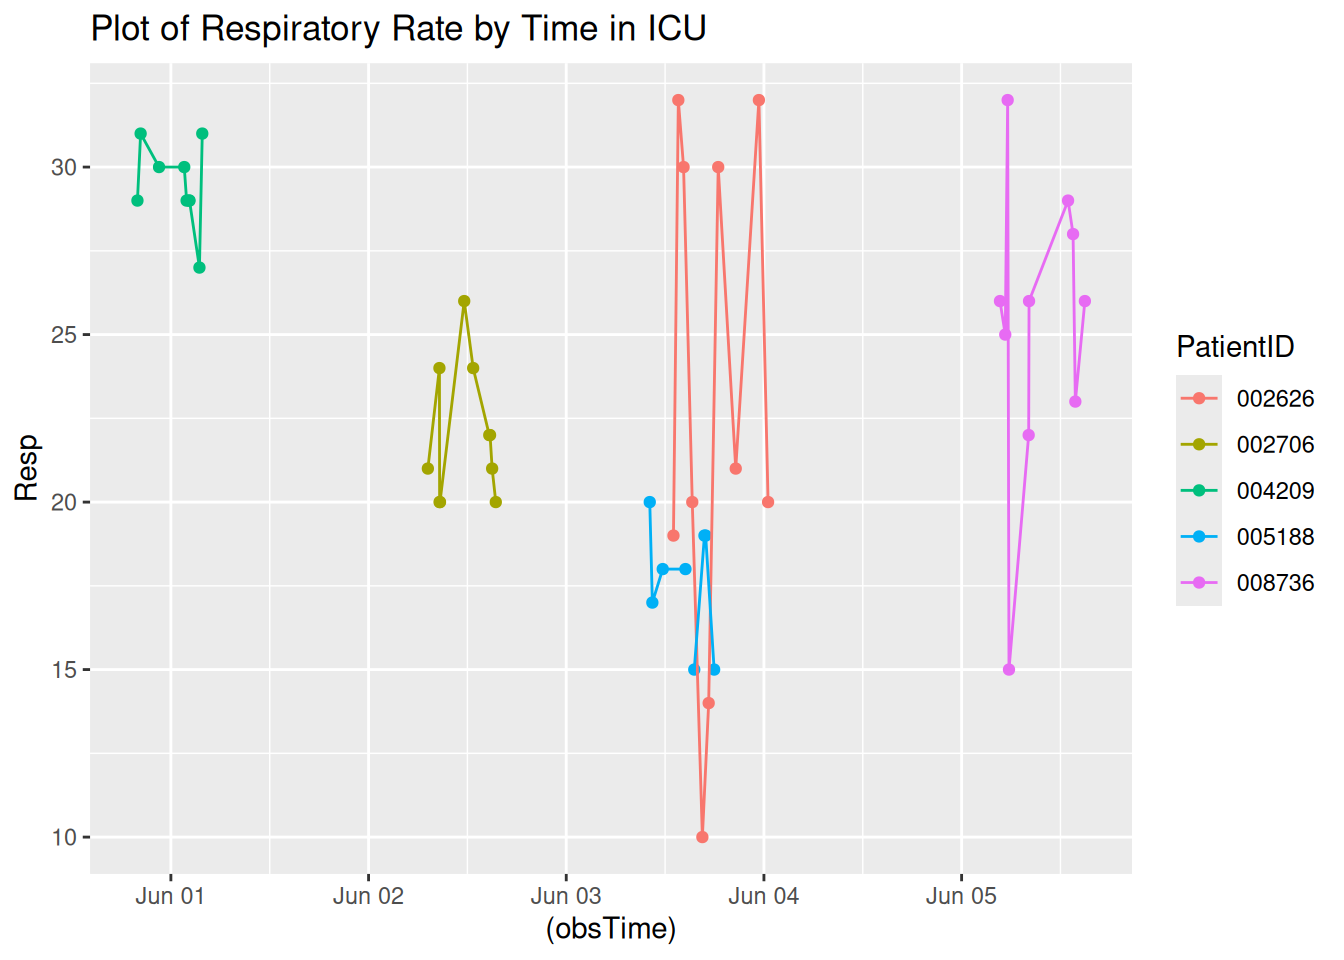 Plot of Respiratory Rate by Time in ICU
Resp
30
25
20
15
10
Jun 01 Jun 02 Jun 03 Jun 04 Jun 05
(obsTime)
PatientID
002626
002706
004209
005188
008736